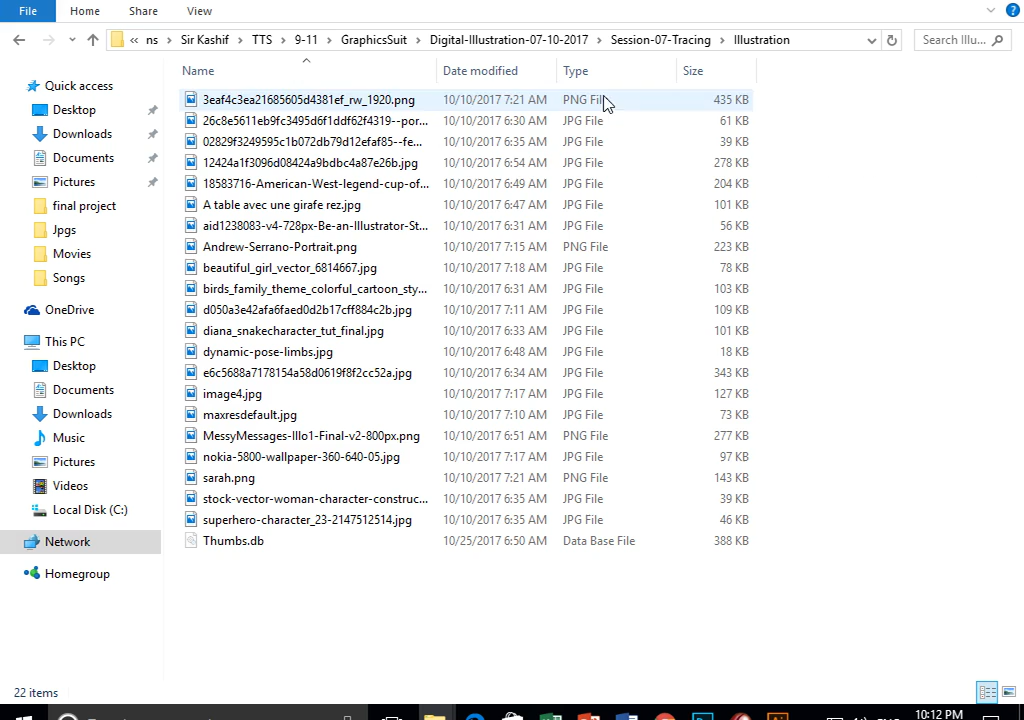 File Home Share View
« ns > Sir Kashif > TTS > 9-11 > GraphicsSuit > Digital-Illustration-07-10-2017 > Session-07-Tracing > Illustration Search Illu...
Name Date modified Type Size
Quick access
Desktop
Downloads
Documents
Pictures
final project
Jpgs
Movies
Songs
OneDrive
This PC
Desktop
Documents
Downloads
Music
Pictures
Videos
Local Disk (C:)
Network
Homegroup
3eaf4c3ea21685605d4381ef_rw_1920.png 10/10/2017 7:21 AM PNG File 435 KB
26c8e5611eb9fc3495d6f1ddf62f4319--por... 10/10/2017 6:30 AM JPG File 61 KB
02829f3249595c1b072db79d12efaf85--fe... 10/10/2017 6:35 AM JPG File 39 KB
12424a1f3096d08424a9bdbc4a87e26b.jpg 10/10/2017 6:54 AM JPG File 278 KB
18583716-American-West-legend-cup-of... 10/10/2017 6:49 AM JPG File 204 KB
A table avec une girafe rez.jpg 10/10/2017 6:47 AM JPG File 101 KB
aid1238083-v4-728px-Be-an-Illustrator-St... 10/10/2017 6:31 AM JPG File 56 KB
Andrew-Serrano-Portrait.png 10/10/2017 7:15 AM PNG File 223 KB
beautiful_girl_vector_6814667.jpg 10/10/2017 7:18 AM JPG File 78 KB
birds_family_theme_colorful_cartoon_sty... 10/10/2017 6:31 AM JPG File 103 KB
d050a3e42afa6faed0d2b17cff884c2b.jpg 10/10/2017 7:11 AM JPG File 109 KB
diana_snakecharacter_tut_final.jpg 10/10/2017 6:33 AM JPG File 101 KB
dynamic-pose-limbs.jpg 10/10/2017 6:48 AM JPG File 18 KB
e6c5688a7178154a58d0619f8f2cc52a.jpg 10/10/2017 6:34 AM JPG File 343 KB
image4.jpg 10/10/2017 7:17 AM JPG File 127 KB
maxresdefault.jpg 10/10/2017 7:10 AM JPG File 73 KB
MessyMessages-Illo1-Final-v2-800px.png 10/10/2017 6:51 AM PNG File 277 KB
nokia-5800-wallpaper-360-640-05.jpg 10/10/2017 7:17 AM JPG File 97 KB
sarah.png 10/10/2017 7:21 AM PNG File 143 KB
stock-vector-woman-character-construc... 10/10/2017 6:35 AM JPG File 39 KB
superhero-character_23-2147512514.jpg 10/10/2017 6:35 AM JPG File 46 KB
Thumbs.db 10/25/2017 6:50 AM Data Base File 388 KB
22 items
10:12 PM